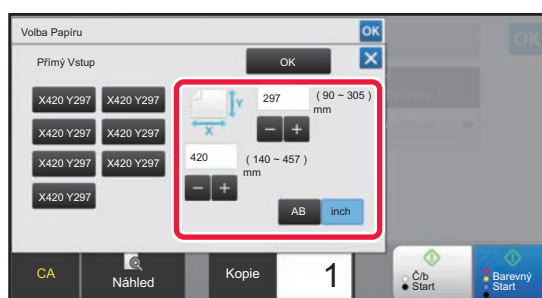 Volba Papíru
OK
OK
Přímý Vstup
OK
X420 Y297
X420 Y297
X420 Y297
X420 Y297
X420 Y297
X420 Y297
X420 Y297
Y
X
297
( 90 ~ 305 )
mm
420
( 140 ~ 457 )
mm
AB
inch
CA
Náhled
Kopie
1
Č/b
Start
Barevný
Start